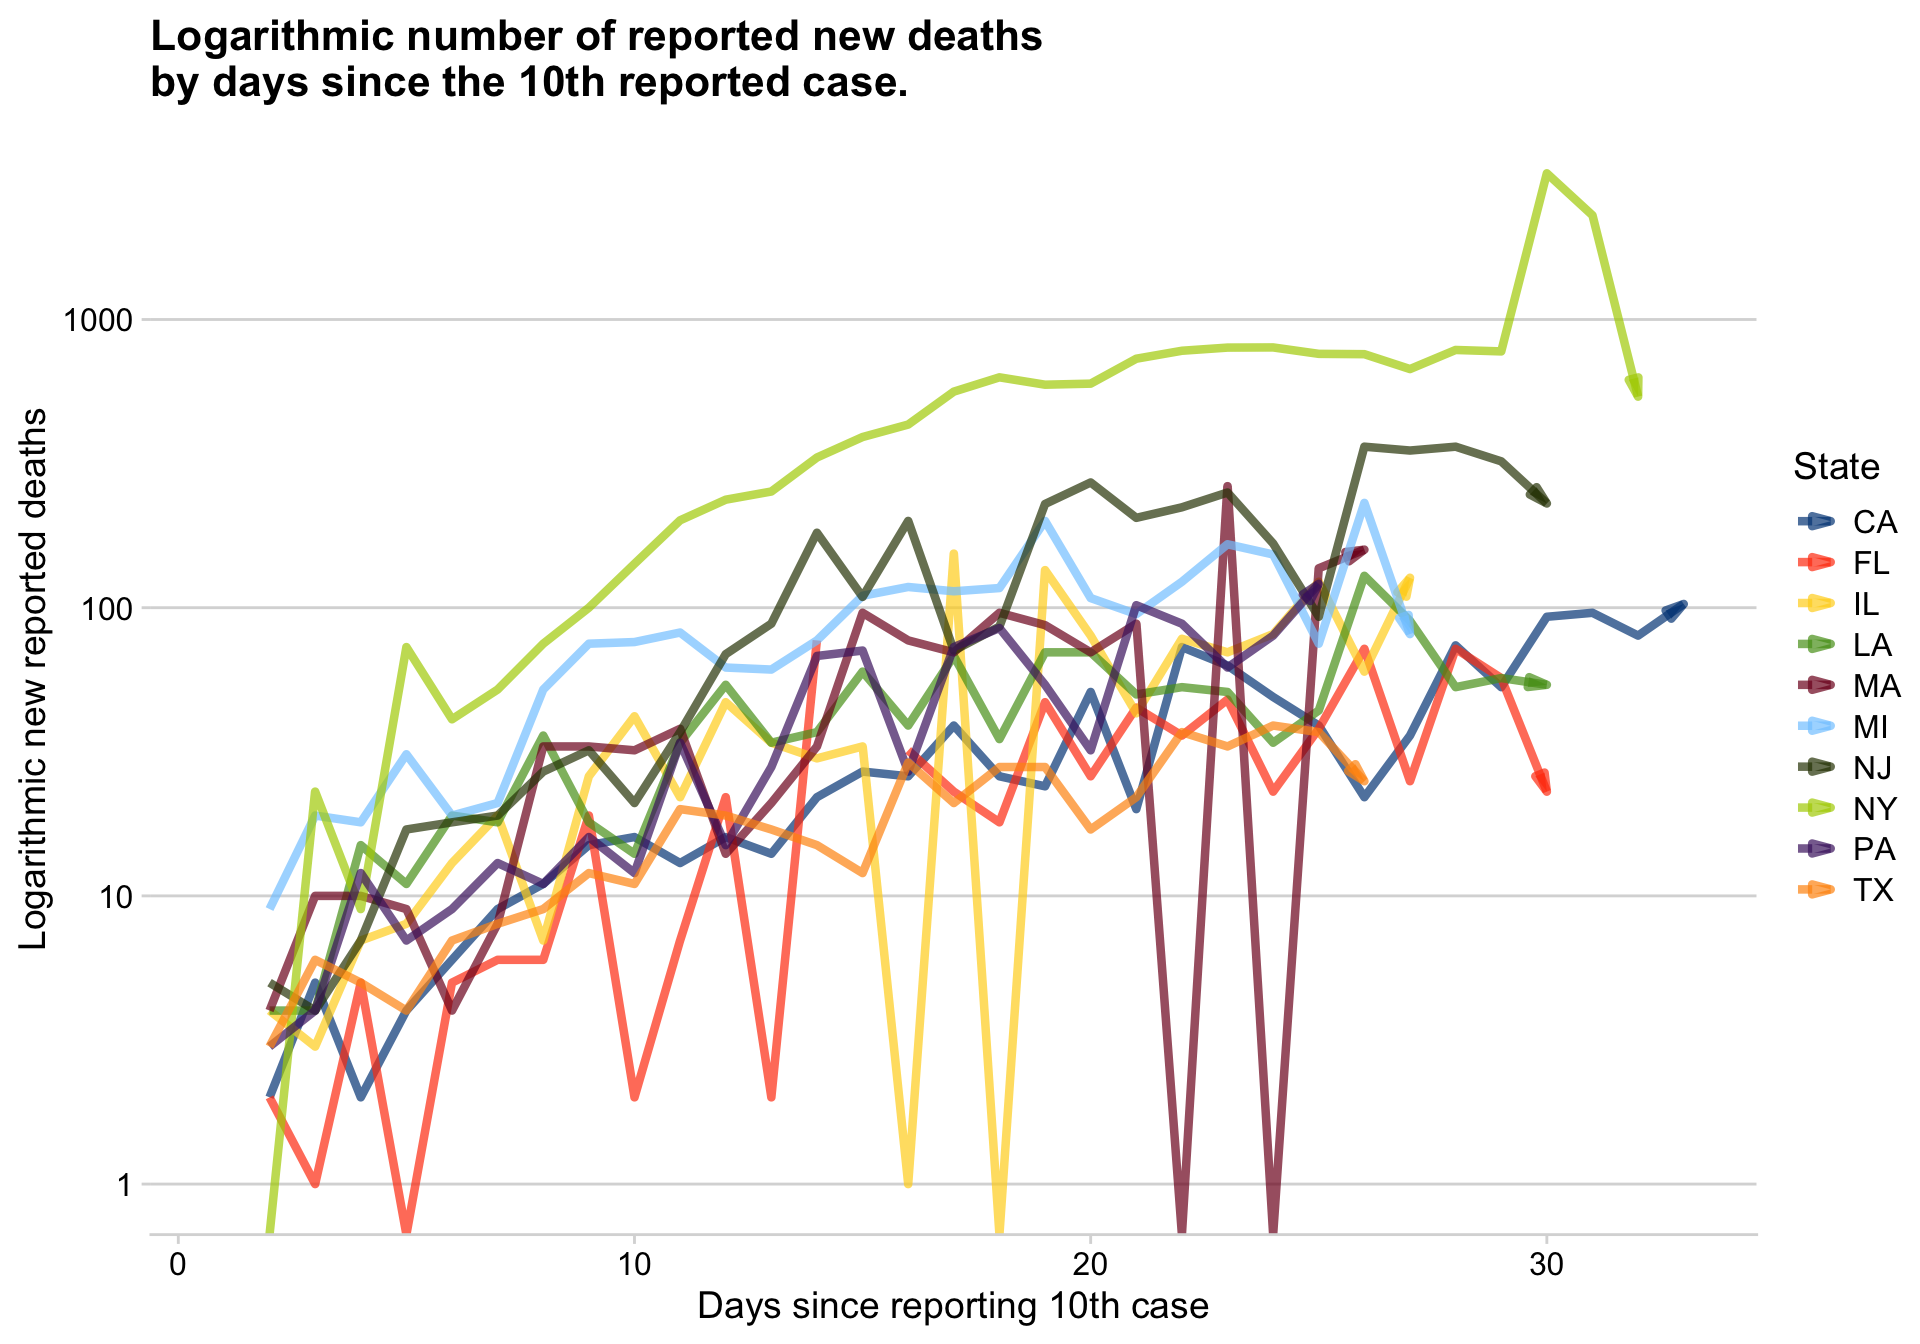 Logarithmic number of reported new deaths
by days since the 10th reported case.
Logarithmic new reported deaths
1000
100
10
1
0
10
20
30
Days since reporting 10th case
State
CA
FL
IL
LA
MA
MI
NJ
NY
PA
TX